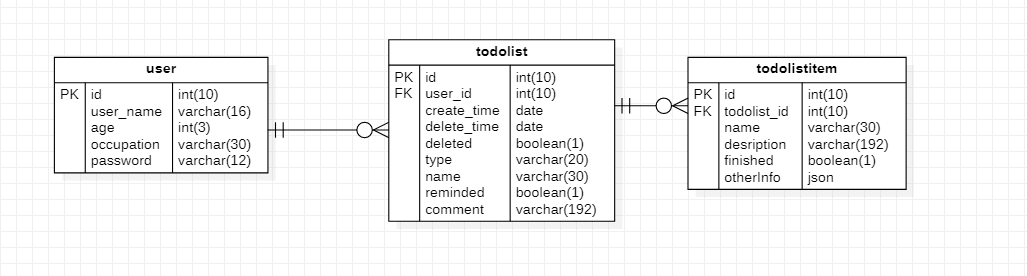 user
PK id int(10)
user_name varchar(16)
age int(3)
occupation varchar(30)
password varchar(12)
todolist
PK id int(10)
FK user_id int(10)
create_time date
delete_time date
deleted boolean(1)
type varchar(20)
name varchar(30)
reminded boolean(1)
comment varchar(192)
todolistitem
PK id int(10)
FK todolist_id int(10)
name varchar(30)
desription varchar(192)
finished boolean(1)
otherInfo json